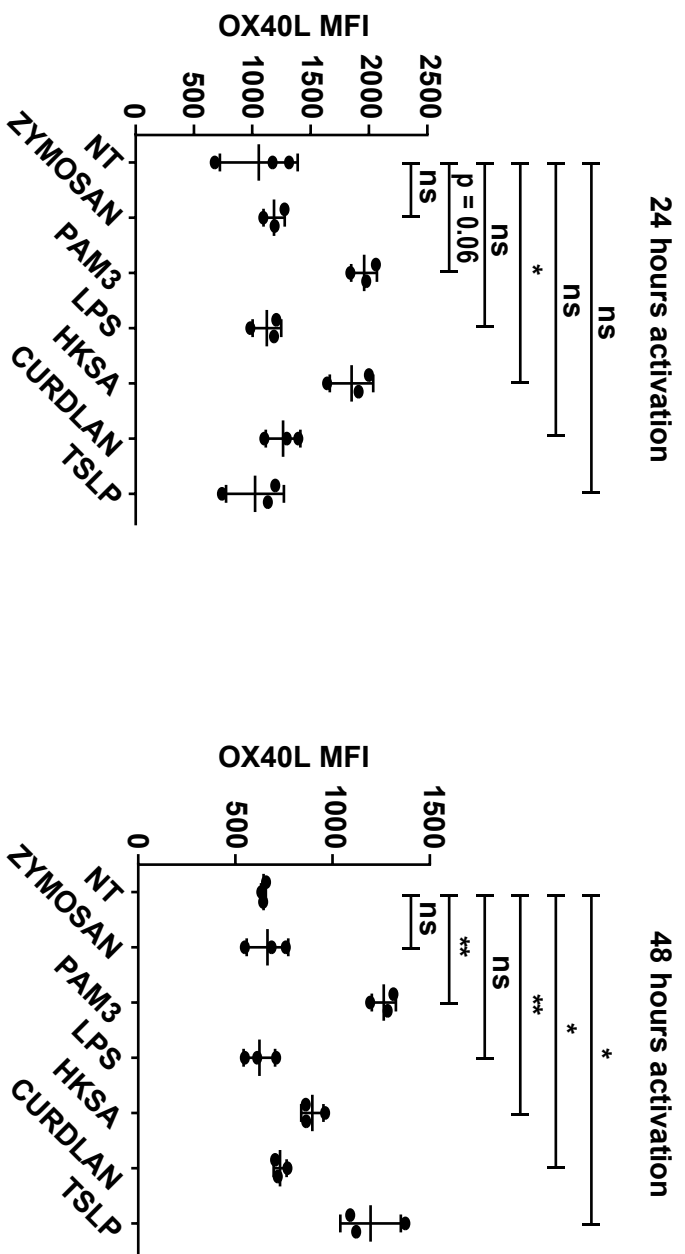 24 hours activation
ns
ns
*
ns
p = 0.06
ns
OX40L MFI
2500
2000
1500
1000
500
0
NT
ZYMOSAN
PAM3
LPS
HKSA
CURDLAN
TSLP
48 hours activation
*
*
**
ns
**
ns
OX40L MFI
1500
1000
500
0
NT
ZYMOSAN
PAM3
LPS
HKSA
CURDLAN
TSLP